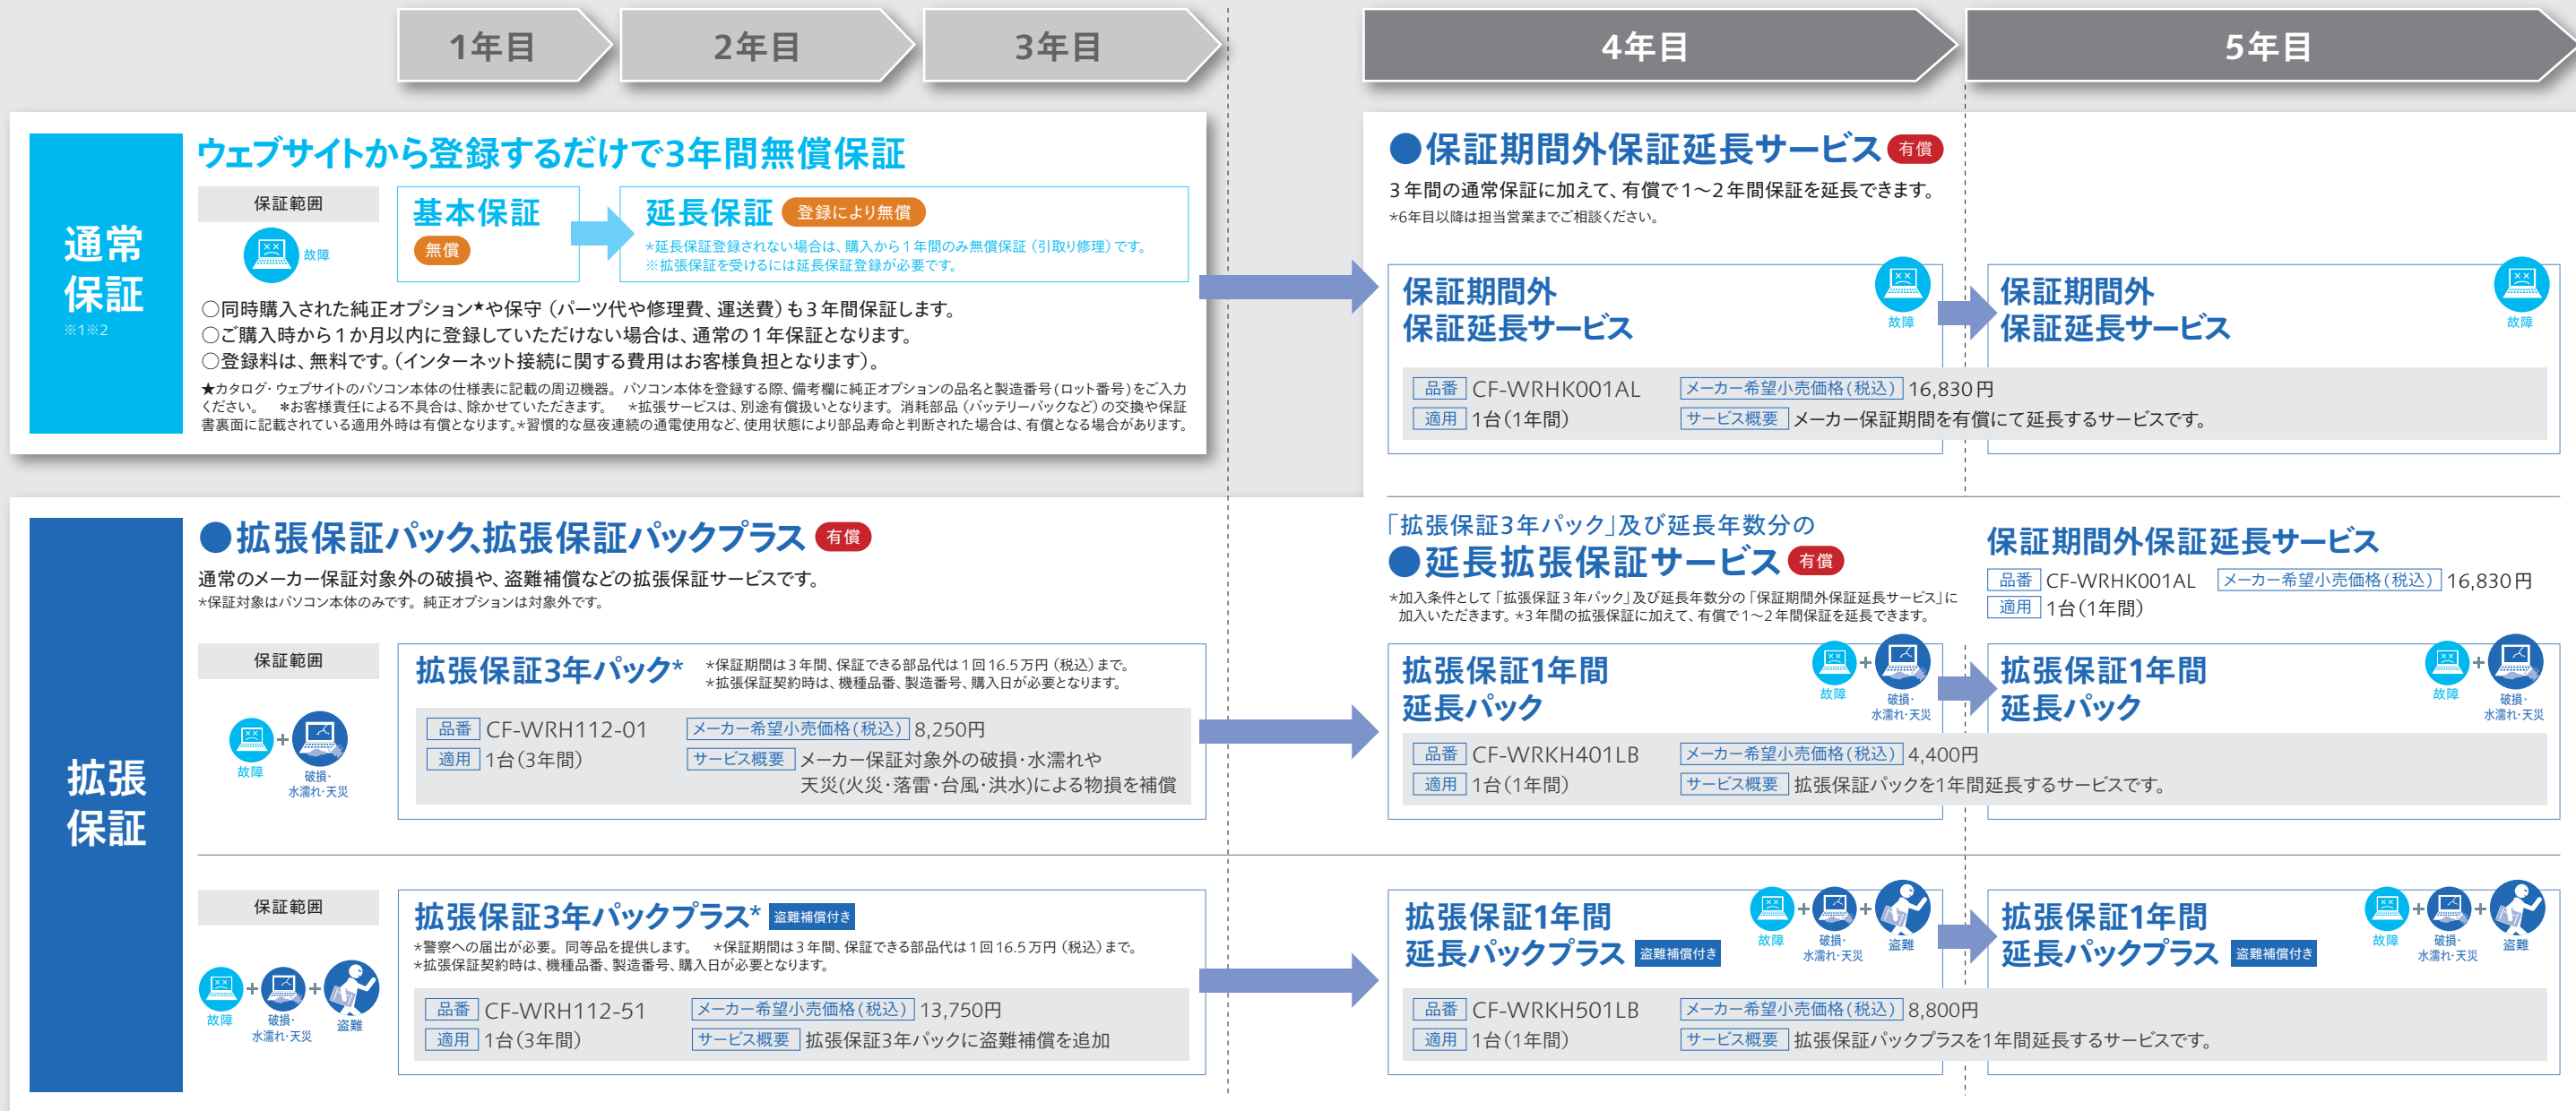 1年目
2年目
3年目
4年目
5年目
通常
保証
※1※2
ウェブサイトから登録するだけで3年間無償保証
保証範囲
故障
基本保証
無償
延長保証 登録により無償
*延長保証登録されない場合は、購入から1年間のみ無償保証（引取り修理）です。
※拡張保証を受けるには延長保証登録が必要です。
○同時購入された純正オプション★や保守（パーツ代や修理費、運送費）も3年間保証します。
○ご購入時から1か月以内に登録していただけない場合は、通常の1年保証となります。
○登録料は、無料です。（インターネット接続に関する費用はお客様負担となります）。
★カタログ・ウェブサイトのパソコン本体の仕様表に記載の周辺機器。パソコン本体を登録する際、備考欄に純正オプションの品名と製造番号(ロット番号)をご入力
ください。 *お客様責任による不具合は、除かせていただきます。 *拡張サービスは、別途有償扱いとなります。消耗部品（バッテリーパックなど）の交換や保証
書裏面に記載されている適用外時は有償となります。*習慣的な昼夜連続の通電使用など、使用状態により部品寿命と判断された場合は、有償となる場合があります。
●保証期間外保証延長サービス 有償
3年間の通常保証に加えて、有償で1〜2年間保証を延長できます。
*6年目以降は担当営業までご相談ください。
保証期間外
保証延長サービス
故障
保証期間外
保証延長サービス
故障
品番 CF-WRHK001AL メーカー希望小売価格(税込) 16,830円
適用 1台(1年間) サービス概要 メーカー保証期間を有償にて延長するサービスです。
拡張
保証
●拡張保証パック、拡張保証パックプラス 有償
通常のメーカー保証対象外の破損や、盗難補償などの拡張保証サービスです。
*保証対象はパソコン本体のみです。純正オプションは対象外です。
保証範囲
故障
+
破損・
水濡れ・天災
拡張保証3年パック*
*保証期間は3年間、保証できる部品代は1回16.5万円（税込）まで。
*拡張保証契約時は、機種品番、製造番号、購入日が必要となります。
品番 CF-WRH112-01 メーカー希望小売価格(税込) 8,250円
適用 1台(3年間) サービス概要 メーカー保証対象外の破損・水濡れや
天災(火災・落雷・台風・洪水)による物損を補償
「拡張保証3年パック」及び延長年数分の
●延長拡張保証サービス 有償
*加入条件として「拡張保証3年パック」及び延長年数分の「保証期間外保証延長サービス」に
加入いただきます。*3年間の拡張保証に加えて、有償で1〜2年間保証を延長できます。
保証期間外保証延長サービス
品番 CF-WRHK001AL メーカー希望小売価格(税込) 16,830円
適用 1台(1年間)
拡張保証1年間
延長パック
故障
+
破損・
水濡れ・天災
拡張保証1年間
延長パック
故障
+
破損・
水濡れ・天災
品番 CF-WRKH401LB メーカー希望小売価格(税込) 4,400円
適用 1台(1年間) サービス概要 拡張保証パックを1年間延長するサービスです。
保証範囲
故障
+
破損・
水濡れ・天災
+
盗難
拡張保証3年パックプラス* 盗難補償付き
*警察への届出が必要。同等品を提供します。 *保証期間は3年間、保証できる部品代は1回16.5万円（税込）まで。
*拡張保証契約時は、機種品番、製造番号、購入日が必要となります。
品番 CF-WRH112-51 メーカー希望小売価格(税込) 13,750円
適用 1台(3年間) サービス概要 拡張保証3年パックに盗難補償を追加
拡張保証1年間
延長パックプラス 盗難補償付き
故障
+
破損・
水濡れ・天災
+
盗難
拡張保証1年間
延長パックプラス 盗難補償付き
故障
+
破損・
水濡れ・天災
+
盗難
品番 CF-WRKH501LB メーカー希望小売価格(税込) 8,800円
適用 1台(1年間) サービス概要 拡張保証パックプラスを1年間延長するサービスです。